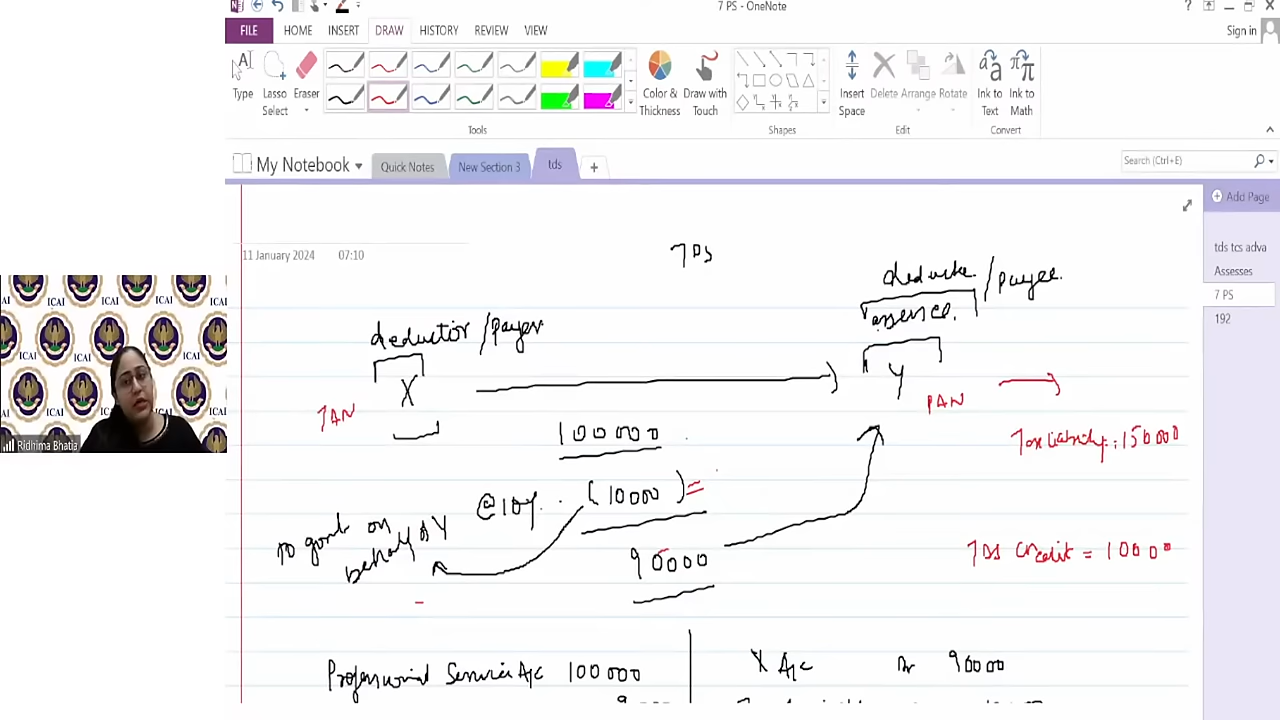 7 PS - OneNote
?
FILE HOME INSERT DRAW HISTORY REVIEW VIEW
Sign in
Type
Lasso Select
Eraser
Color & Thickness
Draw with Touch
Insert Space
Delete Arrange Rotate
Ink to Text
Ink to Math
Tools
Shapes
Edit
Convert
My Notebook
Quick Notes
New Section 3
tds
+
Search (Ctrl+E)
Add Page
tds tcs adva
Assesses
7 PS
192
11 January 2024 07:10
TDS
deductee / payee.
assessee.
deductor / payer
X
Y
TAN
PAN
100000
Tax liability: 150000
@ 10%.
(10000)
To govt on behalf of Y
90000
TDS Credit = 10000
Professional Service A/c 100000
X A/c Dr 90000
ICAI
ICAI
ICAI
ICAI
ICAI
Ridhima Bhatia